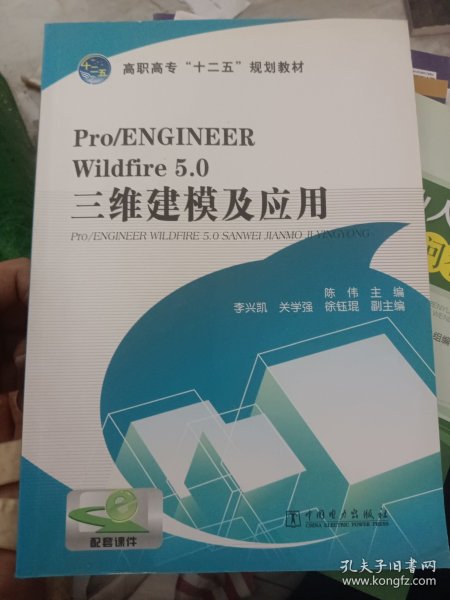 十二五
高职高专“十二五”规划教材
Pro/ENGINEER
Wildfire 5.0
三维建模及应用
PRO/ENGINEER WILDFIRE 5.0 SANWEI JIANMO JI YINGYONG
陈伟 主编
李兴凯 关学强 徐钰琨 副主编
配套课件
中国电力出版社
CHINA ELECTRIC POWER PRESS
孔夫子旧书网
www.kongfz.com